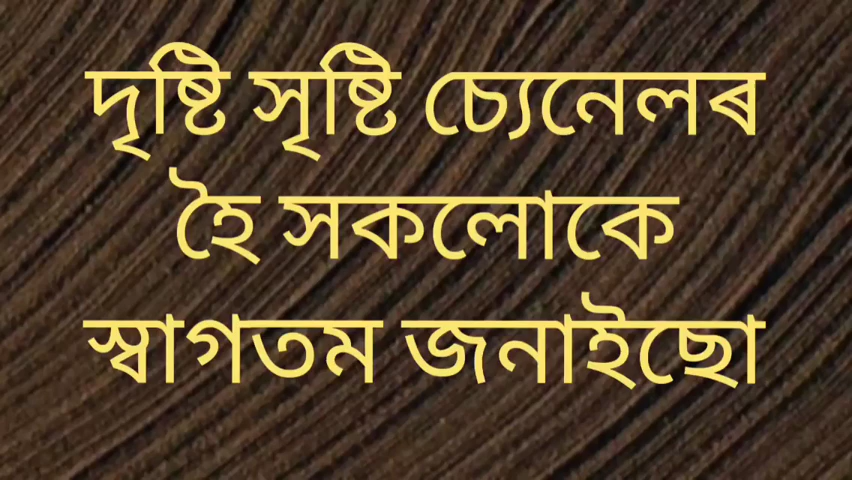 দৃষ্টি সৃষ্টি চ্যেনেলৰ
হৈ সকলোকে
স্বাগতম জনাইছো